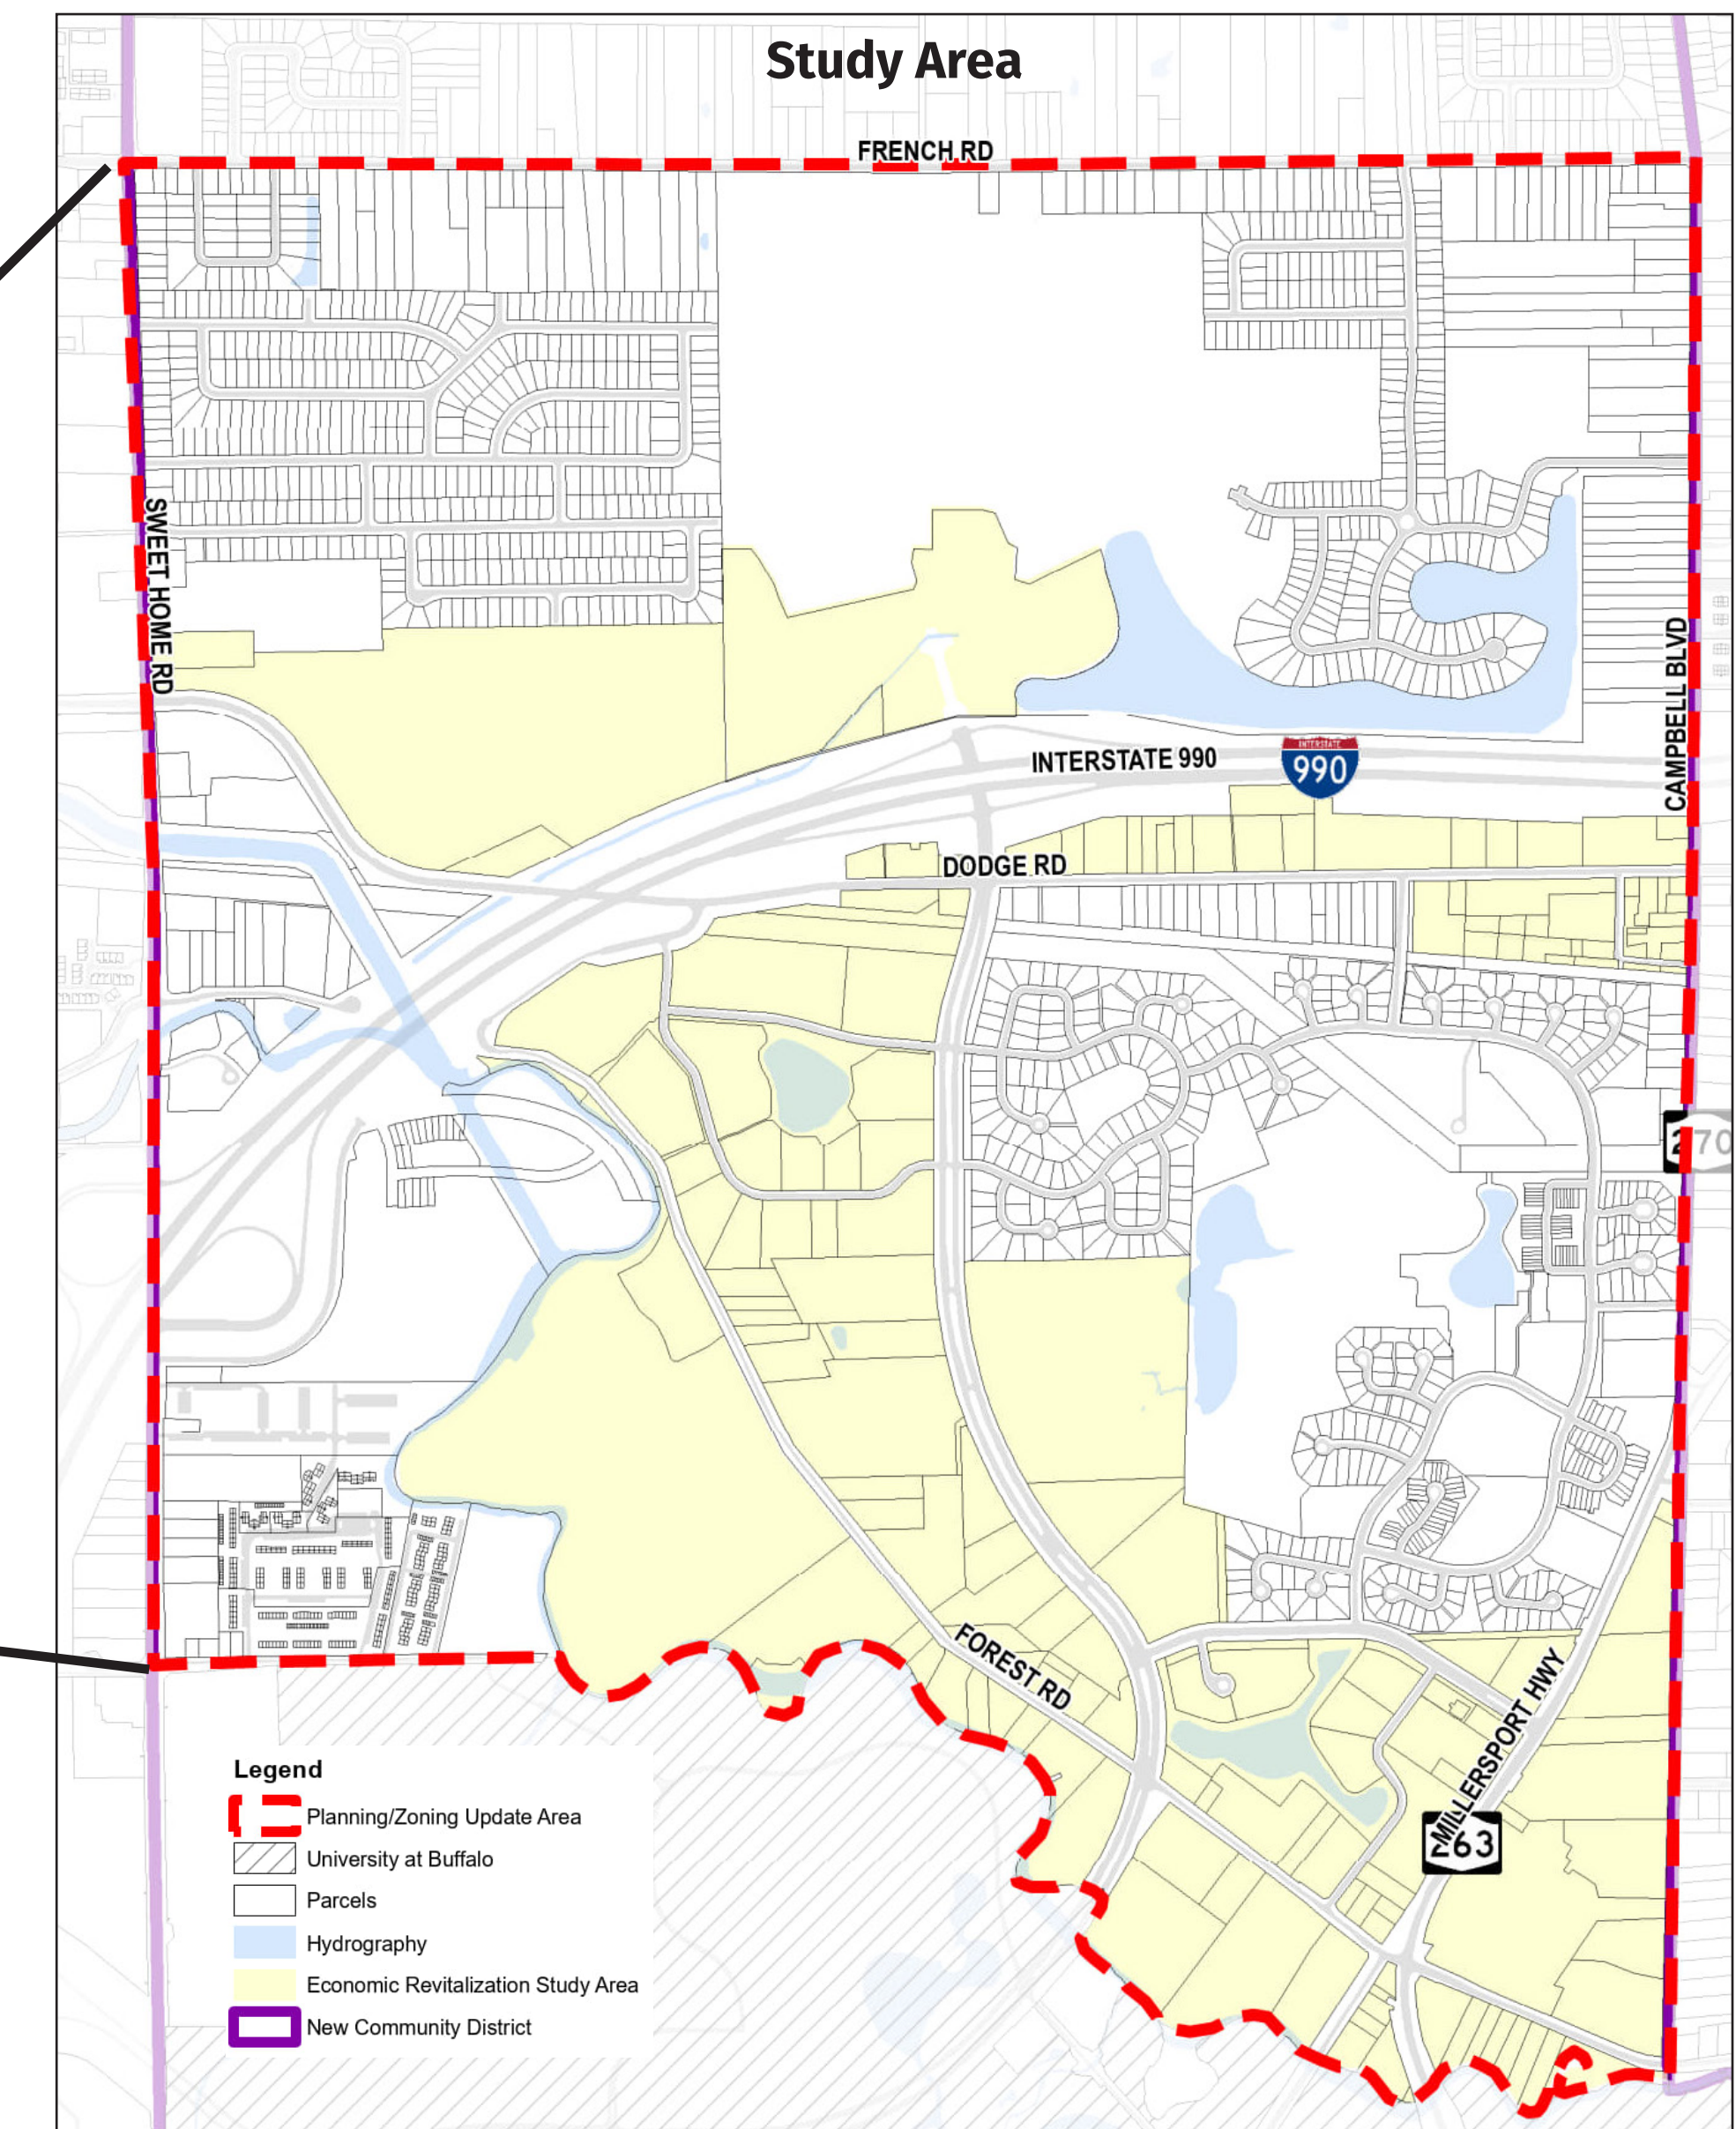 Study Area
FRENCH RD
SWEET HOME RD
CAMPBELL BLVD
INTERSTATE 990
INTERSTATE
990
DODGE RD
270
FOREST RD
MILLERSPORT HWY
263
Legend
Planning/Zoning Update Area
University at Buffalo
Parcels
Hydrography
Economic Revitalization Study Area
New Community District